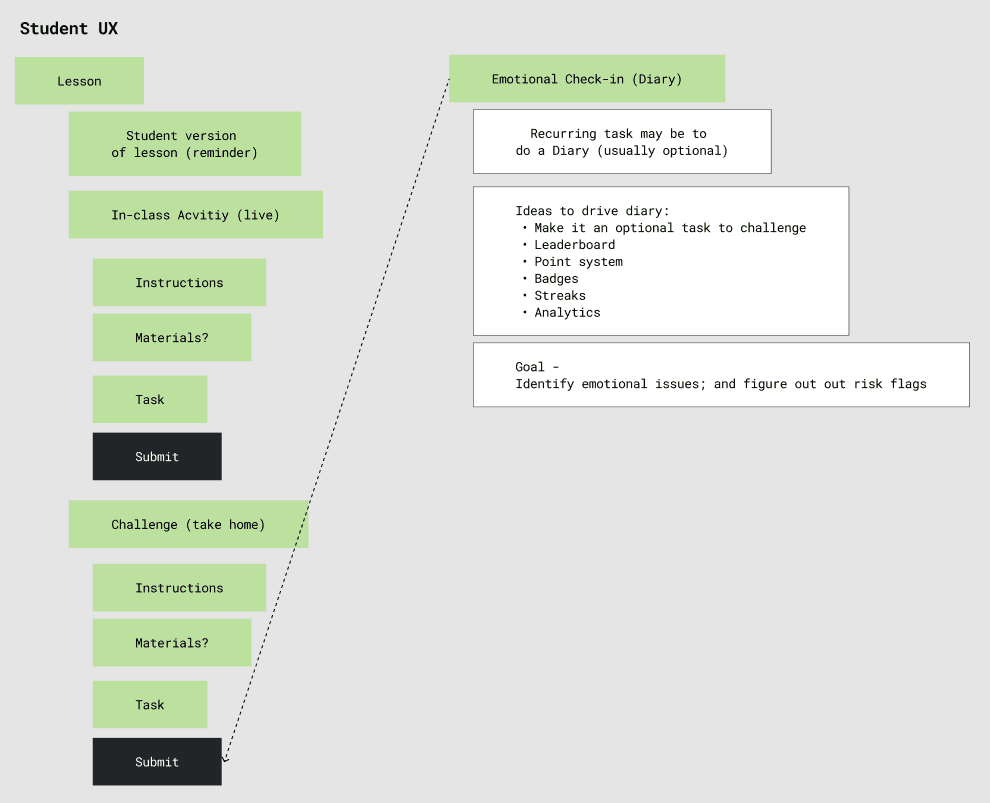 Student UX
Lesson
Student version
of lesson (reminder)
In-class Acvitiy (live)
Instructions
Materials?
Task
Submit
Challenge (take home)
Instructions
Materials?
Task
Submit
Emotional Check-in (Diary)
Recurring task may be to
do a Diary (usually optional)
Ideas to drive diary:
• Make it an optional task to challenge
• Leaderboard
• Point system
• Badges
• Streaks
• Analytics
Goal -
Identify emotional issues; and figure out out risk flags